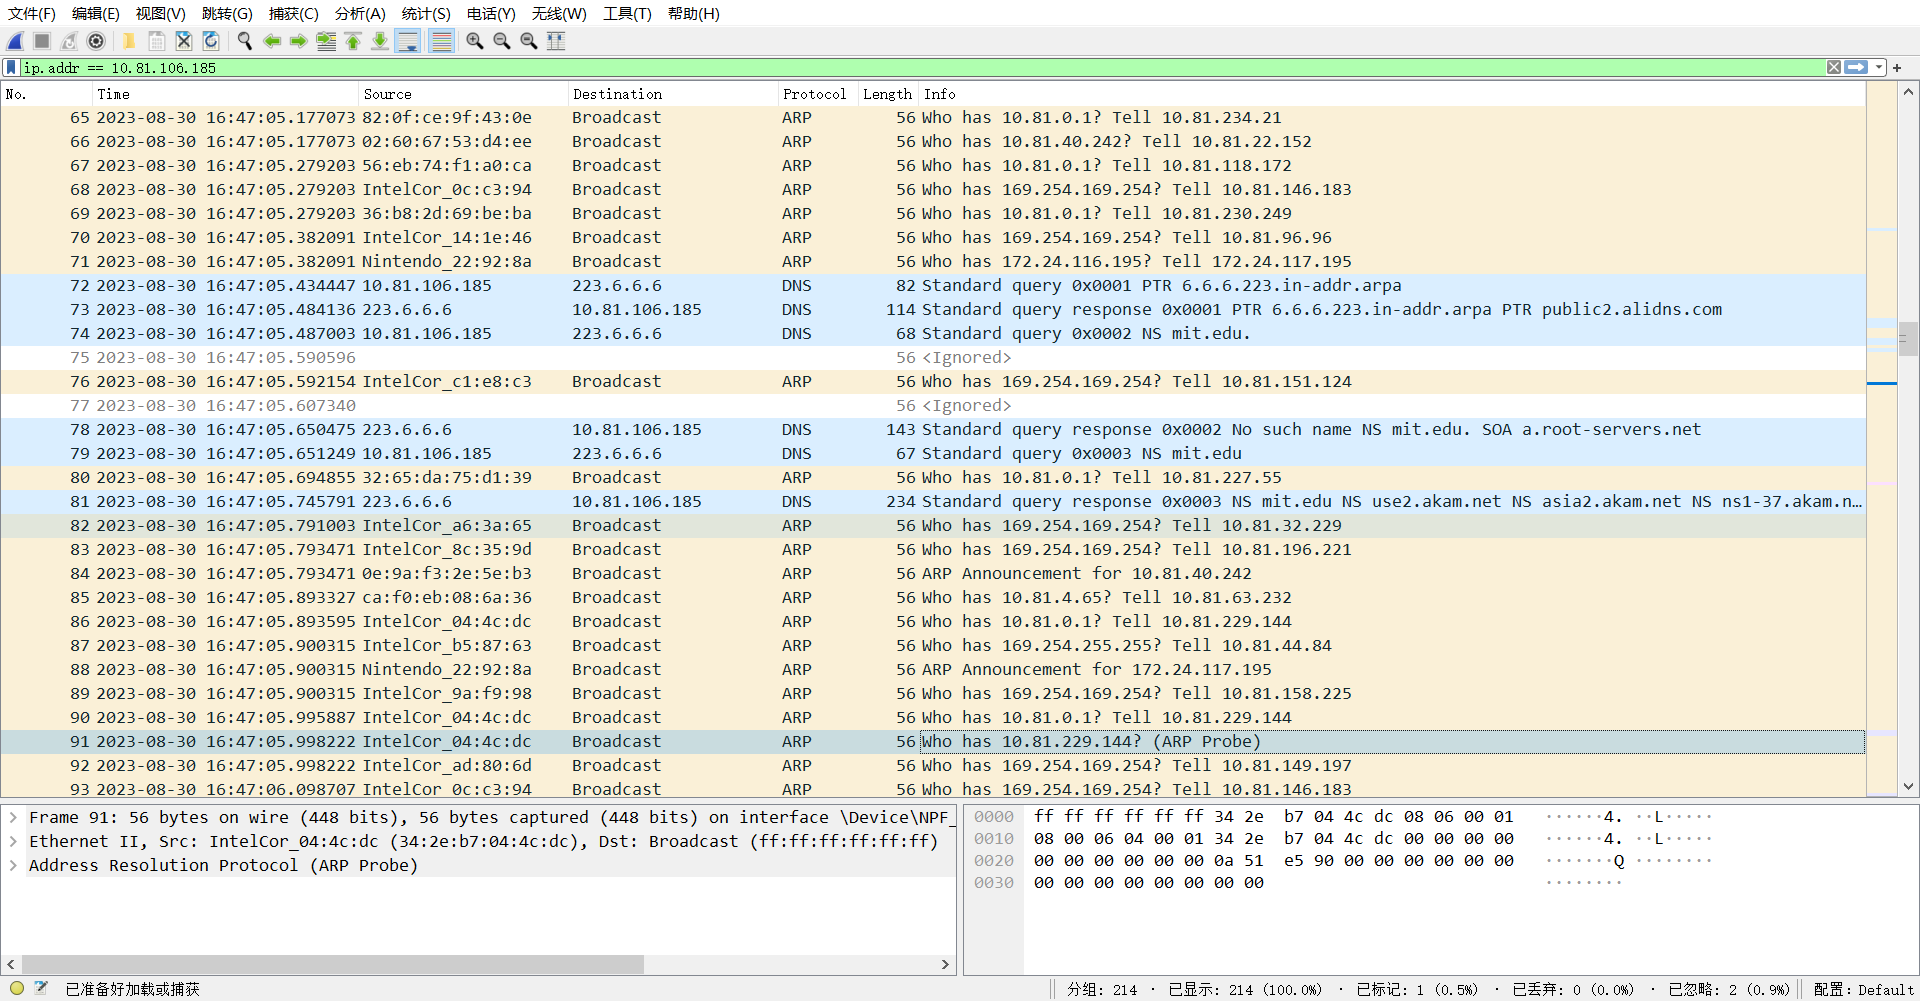 文件(F) 编辑(E) 视图(V) 跳转(G) 捕获(C) 分析(A) 统计(S) 电话(Y) 无线(W) 工具(T) 帮助(H)
ip.addr == 10.81.106.185
No. Time Source Destination Protocol Length Info
65 2023-08-30 16:47:05.177073 82:0f:ce:9f:43:0e Broadcast ARP 56 Who has 10.81.0.1? Tell 10.81.234.21
66 2023-08-30 16:47:05.177073 02:60:67:53:d4:ee Broadcast ARP 56 Who has 10.81.40.242? Tell 10.81.22.152
67 2023-08-30 16:47:05.279203 56:eb:74:f1:a0:ca Broadcast ARP 56 Who has 10.81.0.1? Tell 10.81.118.172
68 2023-08-30 16:47:05.279203 IntelCor_0c:c3:94 Broadcast ARP 56 Who has 169.254.169.254? Tell 10.81.146.183
69 2023-08-30 16:47:05.279203 36:b8:2d:69:be:ba Broadcast ARP 56 Who has 10.81.0.1? Tell 10.81.230.249
70 2023-08-30 16:47:05.382091 IntelCor_14:1e:46 Broadcast ARP 56 Who has 169.254.169.254? Tell 10.81.96.96
71 2023-08-30 16:47:05.382091 Nintendo_22:92:8a Broadcast ARP 56 Who has 172.24.116.195? Tell 172.24.117.195
72 2023-08-30 16:47:05.434447 10.81.106.185 223.6.6.6 DNS 82 Standard query 0x0001 PTR 6.6.6.223.in-addr.arpa
73 2023-08-30 16:47:05.484136 223.6.6.6 10.81.106.185 DNS 114 Standard query response 0x0001 PTR 6.6.6.223.in-addr.arpa PTR public2.alidns.com
74 2023-08-30 16:47:05.487003 10.81.106.185 223.6.6.6 DNS 68 Standard query 0x0002 NS mit.edu.
75 2023-08-30 16:47:05.590596 56 <Ignored>
76 2023-08-30 16:47:05.592154 IntelCor_c1:e8:c3 Broadcast ARP 56 Who has 169.254.169.254? Tell 10.81.151.124
77 2023-08-30 16:47:05.607340 56 <Ignored>
78 2023-08-30 16:47:05.650475 223.6.6.6 10.81.106.185 DNS 143 Standard query response 0x0002 No such name NS mit.edu. SOA a.root-servers.net
79 2023-08-30 16:47:05.651249 10.81.106.185 223.6.6.6 DNS 67 Standard query 0x0003 NS mit.edu
80 2023-08-30 16:47:05.694855 32:65:da:75:d1:39 Broadcast ARP 56 Who has 10.81.0.1? Tell 10.81.227.55
81 2023-08-30 16:47:05.745791 223.6.6.6 10.81.106.185 DNS 234 Standard query response 0x0003 NS mit.edu NS use2.akam.net NS asia2.akam.net NS ns1-37.akam.n…
82 2023-08-30 16:47:05.791003 IntelCor_a6:3a:65 Broadcast ARP 56 Who has 169.254.169.254? Tell 10.81.32.229
83 2023-08-30 16:47:05.793471 IntelCor_8c:35:9d Broadcast ARP 56 Who has 169.254.169.254? Tell 10.81.196.221
84 2023-08-30 16:47:05.793471 0e:9a:f3:2e:5e:b3 Broadcast ARP 56 ARP Announcement for 10.81.40.242
85 2023-08-30 16:47:05.893327 ca:f0:eb:08:6a:36 Broadcast ARP 56 Who has 10.81.4.65? Tell 10.81.63.232
86 2023-08-30 16:47:05.893595 IntelCor_04:4c:dc Broadcast ARP 56 Who has 10.81.0.1? Tell 10.81.229.144
87 2023-08-30 16:47:05.900315 IntelCor_b5:87:63 Broadcast ARP 56 Who has 169.254.255.255? Tell 10.81.44.84
88 2023-08-30 16:47:05.900315 Nintendo_22:92:8a Broadcast ARP 56 ARP Announcement for 172.24.117.195
89 2023-08-30 16:47:05.900315 IntelCor_9a:f9:98 Broadcast ARP 56 Who has 169.254.169.254? Tell 10.81.158.225
90 2023-08-30 16:47:05.995887 IntelCor_04:4c:dc Broadcast ARP 56 Who has 10.81.0.1? Tell 10.81.229.144
91 2023-08-30 16:47:05.998222 IntelCor_04:4c:dc Broadcast ARP 56 Who has 10.81.229.144? (ARP Probe)
92 2023-08-30 16:47:05.998222 IntelCor_ad:80:6d Broadcast ARP 56 Who has 169.254.169.254? Tell 10.81.149.197
93 2023-08-30 16:47:06.098707 IntelCor_0c:c3:94 Broadcast ARP 56 Who has 169.254.169.254? Tell 10.81.146.183
Frame 91: 56 bytes on wire (448 bits), 56 bytes captured (448 bits) on interface \Device\NPF_
Ethernet II, Src: IntelCor_04:4c:dc (34:2e:b7:04:4c:dc), Dst: Broadcast (ff:ff:ff:ff:ff:ff)
Address Resolution Protocol (ARP Probe)
0000 ff ff ff ff ff ff 34 2e b7 04 4c dc 08 06 00 01 ······4. ··L·····
0010 08 00 06 04 00 01 34 2e b7 04 4c dc 00 00 00 00 ······4. ··L·····
0020 00 00 00 00 00 00 0a 51 e5 90 00 00 00 00 00 00 ·······Q ········
0030 00 00 00 00 00 00 00 00 ········
已准备好加载或捕获 分组: 214 · 已显示: 214 (100.0%) · 已标记: 1 (0.5%) · 已丢弃: 0 (0.0%) · 已忽略: 2 (0.9%) 配置: Default